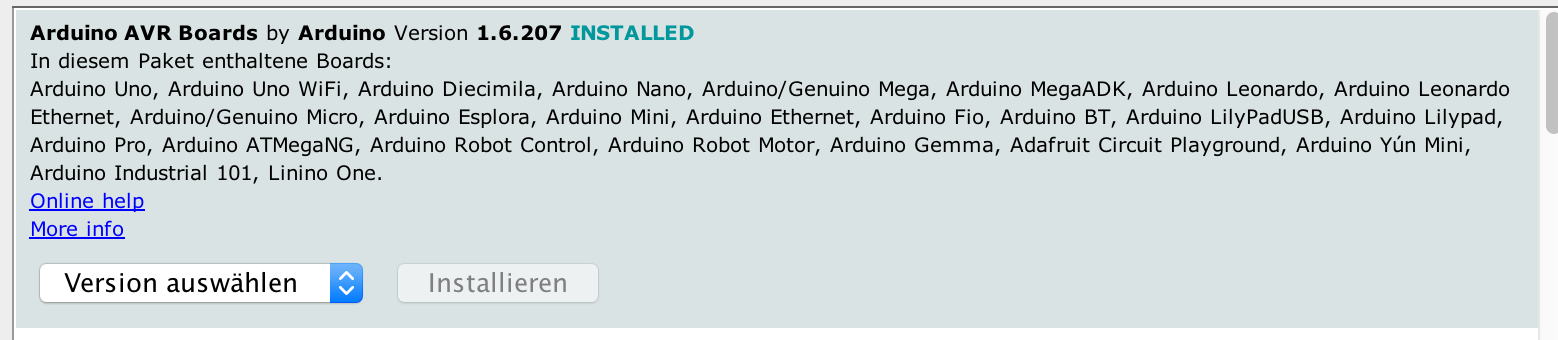 Arduino AVR Boards by Arduino Version 1.6.207 INSTALLED
In diesem Paket enthaltene Boards:
Arduino Uno, Arduino Uno WiFi, Arduino Diecimila, Arduino Nano, Arduino/Genuino Mega, Arduino MegaADK, Arduino Leonardo, Arduino Leonardo
Ethernet, Arduino/Genuino Micro, Arduino Esplora, Arduino Mini, Arduino Ethernet, Arduino Fio, Arduino BT, Arduino LilyPadUSB, Arduino Lilypad,
Arduino Pro, Arduino ATMegaNG, Arduino Robot Control, Arduino Robot Motor, Arduino Gemma, Adafruit Circuit Playground, Arduino Yún Mini,
Arduino Industrial 101, Linino One.
Online help
More info
Version auswählen Installieren